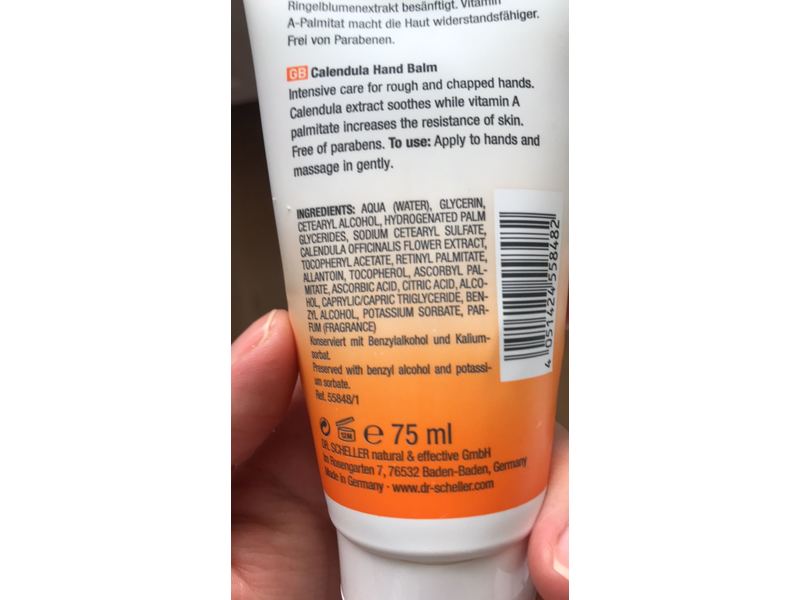 Ringelblumenextrakt besänftigt. Vitamin
A-Palmitat macht die Haut widerstandsfähiger.
Frei von Parabenen.
GB Calendula Hand Balm
Intensive care for rough and chapped hands.
Calendula extract soothes while vitamin A
palmitate increases the resistance of skin.
Free of parabens. To use: Apply to hands and
massage in gently.
INGREDIENTS: AQUA (WATER), GLYCERIN,
CETEARYL ALCOHOL, HYDROGENATED PALM
GLYCERIDES, SODIUM CETEARYL SULFATE,
CALENDULA OFFICINALIS FLOWER EXTRACT,
TOCOPHERYL ACETATE, RETINYL PALMITATE,
ALLANTOIN, TOCOPHEROL, ASCORBYL PAL-
MITATE, ASCORBIC ACID, CITRIC ACID, ALCO-
HOL, CAPRYLIC/CAPRIC TRIGLYCERIDE, BEN-
ZYL ALCOHOL, POTASSIUM SORBATE, PAR-
FUM (FRAGRANCE)
Konserviert mit Benzylalkohol und Kalium-
sorbat.
Preserved with benzyl alcohol and potassi-
um sorbate.
Ref. 55848/1
4 051424 558482
12M e 75 ml
DR. SCHELLER natural & effective GmbH
Im Rosengarten 7, 76532 Baden-Baden, Germany
Made in Germany · www.dr-scheller.com